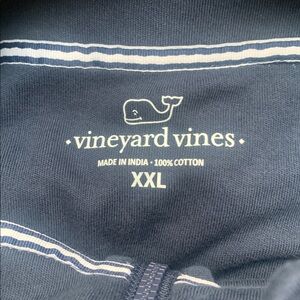 ·vineyard vines·
MADE IN INDIA · 100% COTTON
XXL